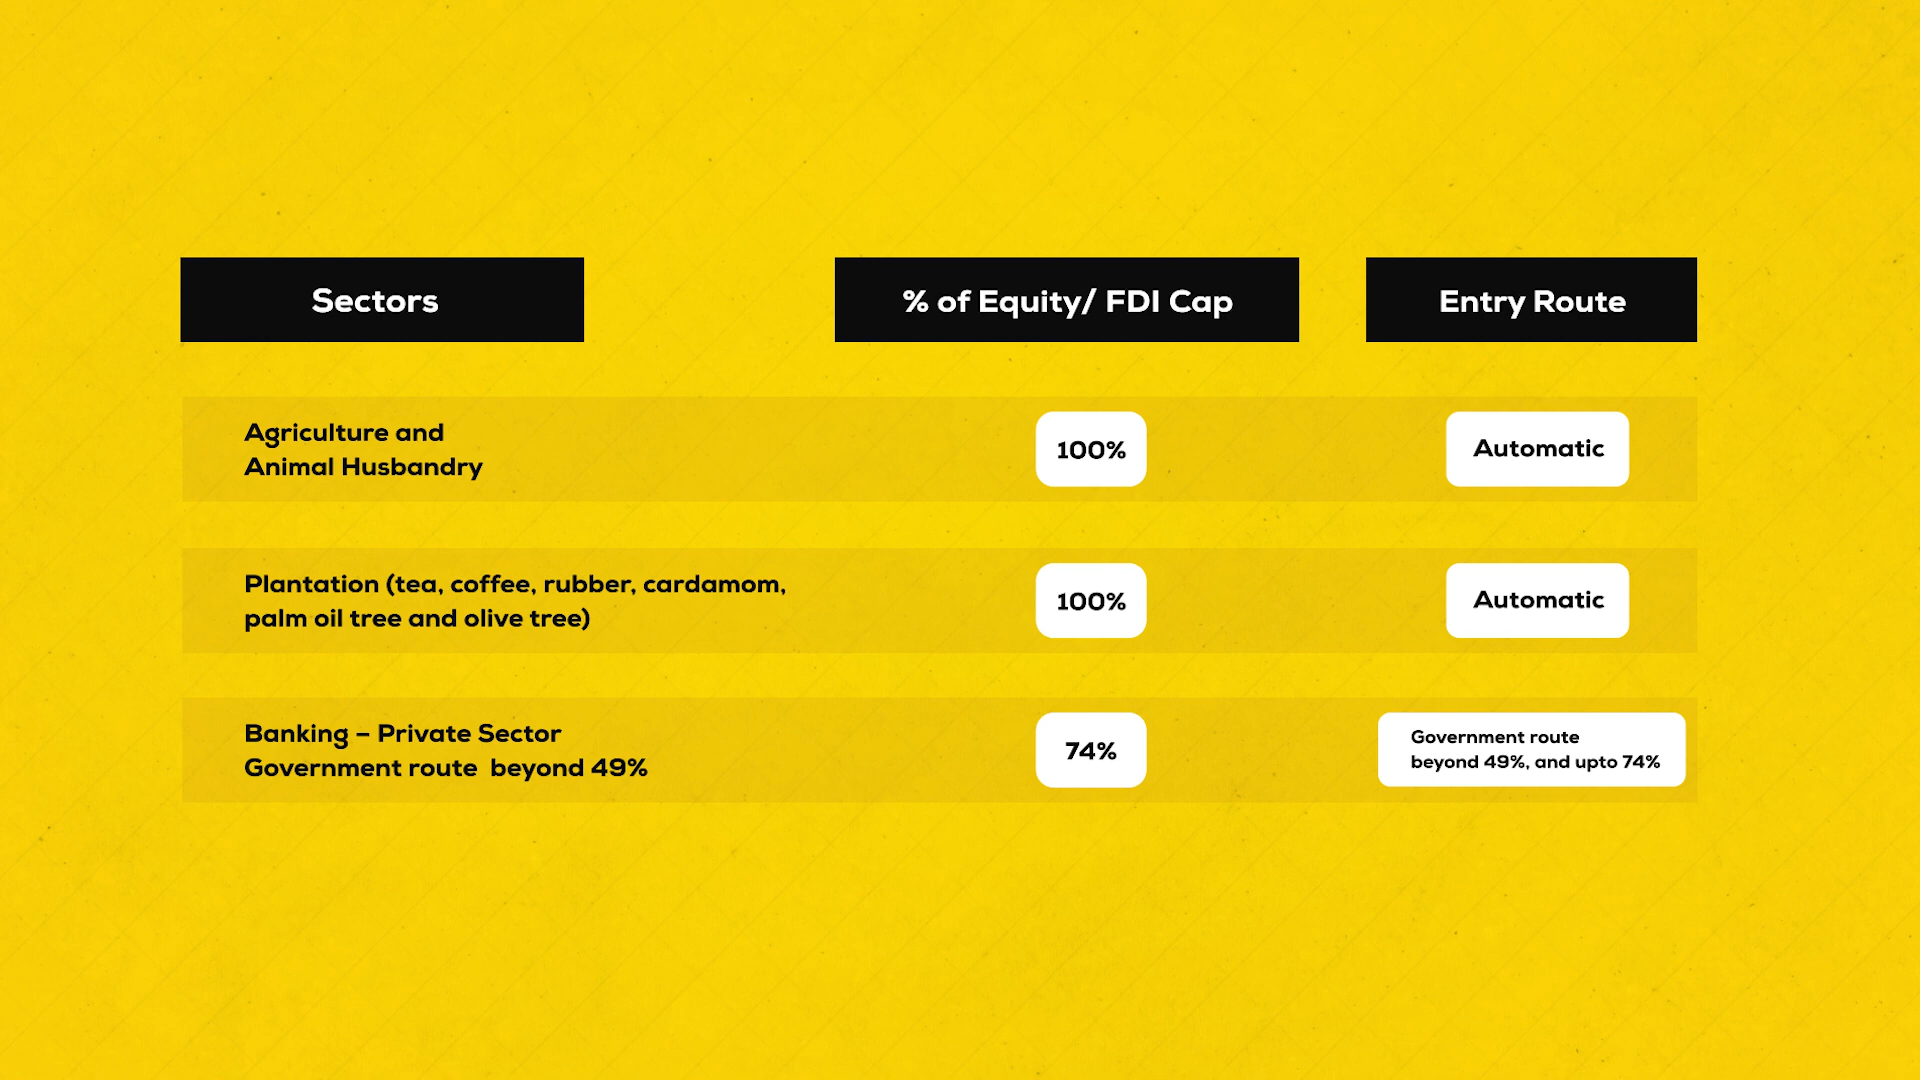 Sectors
% of Equity/ FDI Cap
Entry Route
Agriculture and
Animal Husbandry
100%
Automatic
Plantation (tea, coffee, rubber, cardamom,
palm oil tree and olive tree)
100%
Automatic
Banking – Private Sector
Government route  beyond 49%
74%
Government route
beyond 49%, and upto 74%